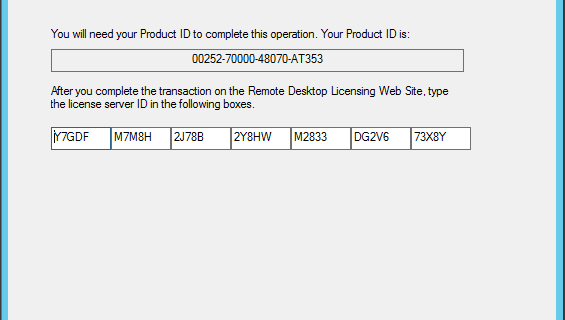 You will need your Product ID to complete this operation. Your Product ID is:
00252-70000-48070-AT353
After you complete the transaction on the Remote Desktop Licensing Web Site, type
the license server ID in the following boxes.
Y7GDF M7M8H 2J78B 2Y8HW M2833 DG2V6 73X8Y